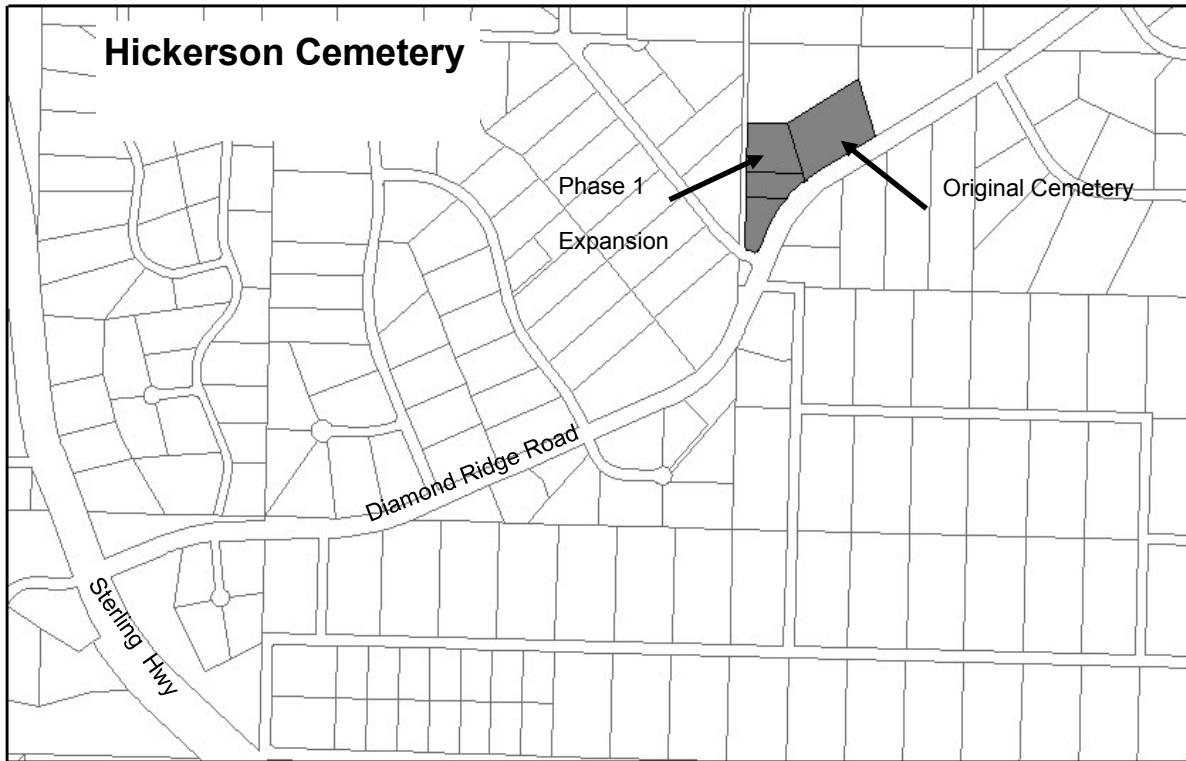 Hickerson Cemetery
Phase 1
Expansion
Original Cemetery
Diamond Ridge Road
Sterling Hwy